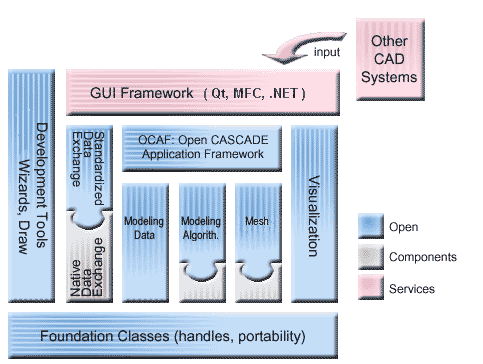 input
Other
CAD
Systems
GUI Framework ( Qt, MFC, .NET )
Development Tools
Wizards, Draw
Standardized
Data
Exchange
Native
Data
Exchange
OCAF: Open CASCADE
Application Framework
Modeling
Data
Modeling
Algorithm.
Mesh
Visualization
Open
Components
Services
Foundation Classes (handles, portability)